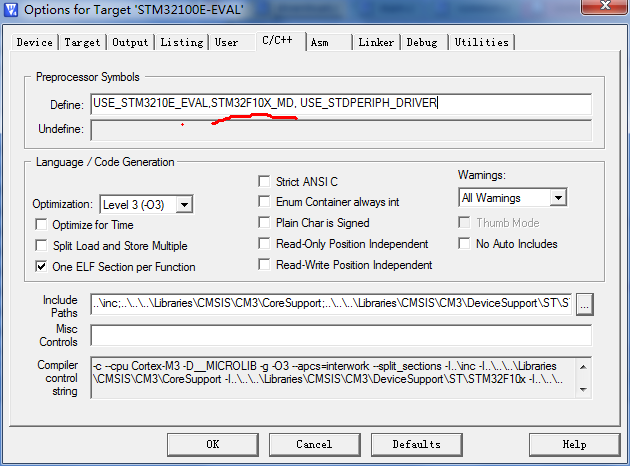 Options for Target 'STM32100E-EVAL'
Device Target Output Listing User C/C++ Asm Linker Debug Utilities
Preprocessor Symbols
Define: USE_STM3210E_EVAL,STM32F10X_MD, USE_STDPERIPH_DRIVER
Undefine:
Language / Code Generation
Optimization: Level 3 (-O3)
Optimize for Time
Split Load and Store Multiple
One ELF Section per Function
Strict ANSI C
Enum Container always int
Plain Char is Signed
Read-Only Position Independent
Read-Write Position Independent
Warnings:
All Warnings
Thumb Mode
No Auto Includes
Include
Paths
..\inc;..\..\..\Libraries\CMSIS\CM3\CoreSupport;..\..\..\Libraries\CMSIS\CM3\DeviceSupport\ST\ST
...
Misc
Controls
Compiler
control
string
-c --cpu Cortex-M3 -D__MICROLIB -g -O3 --apcs=interwork --split_sections -I..\inc -I..\..\..\Libraries
\CMSIS\CM3\CoreSupport -I..\..\..\Libraries\CMSIS\CM3\DeviceSupport\ST\STM32F10x -I..\..\..
OK Cancel Defaults Help